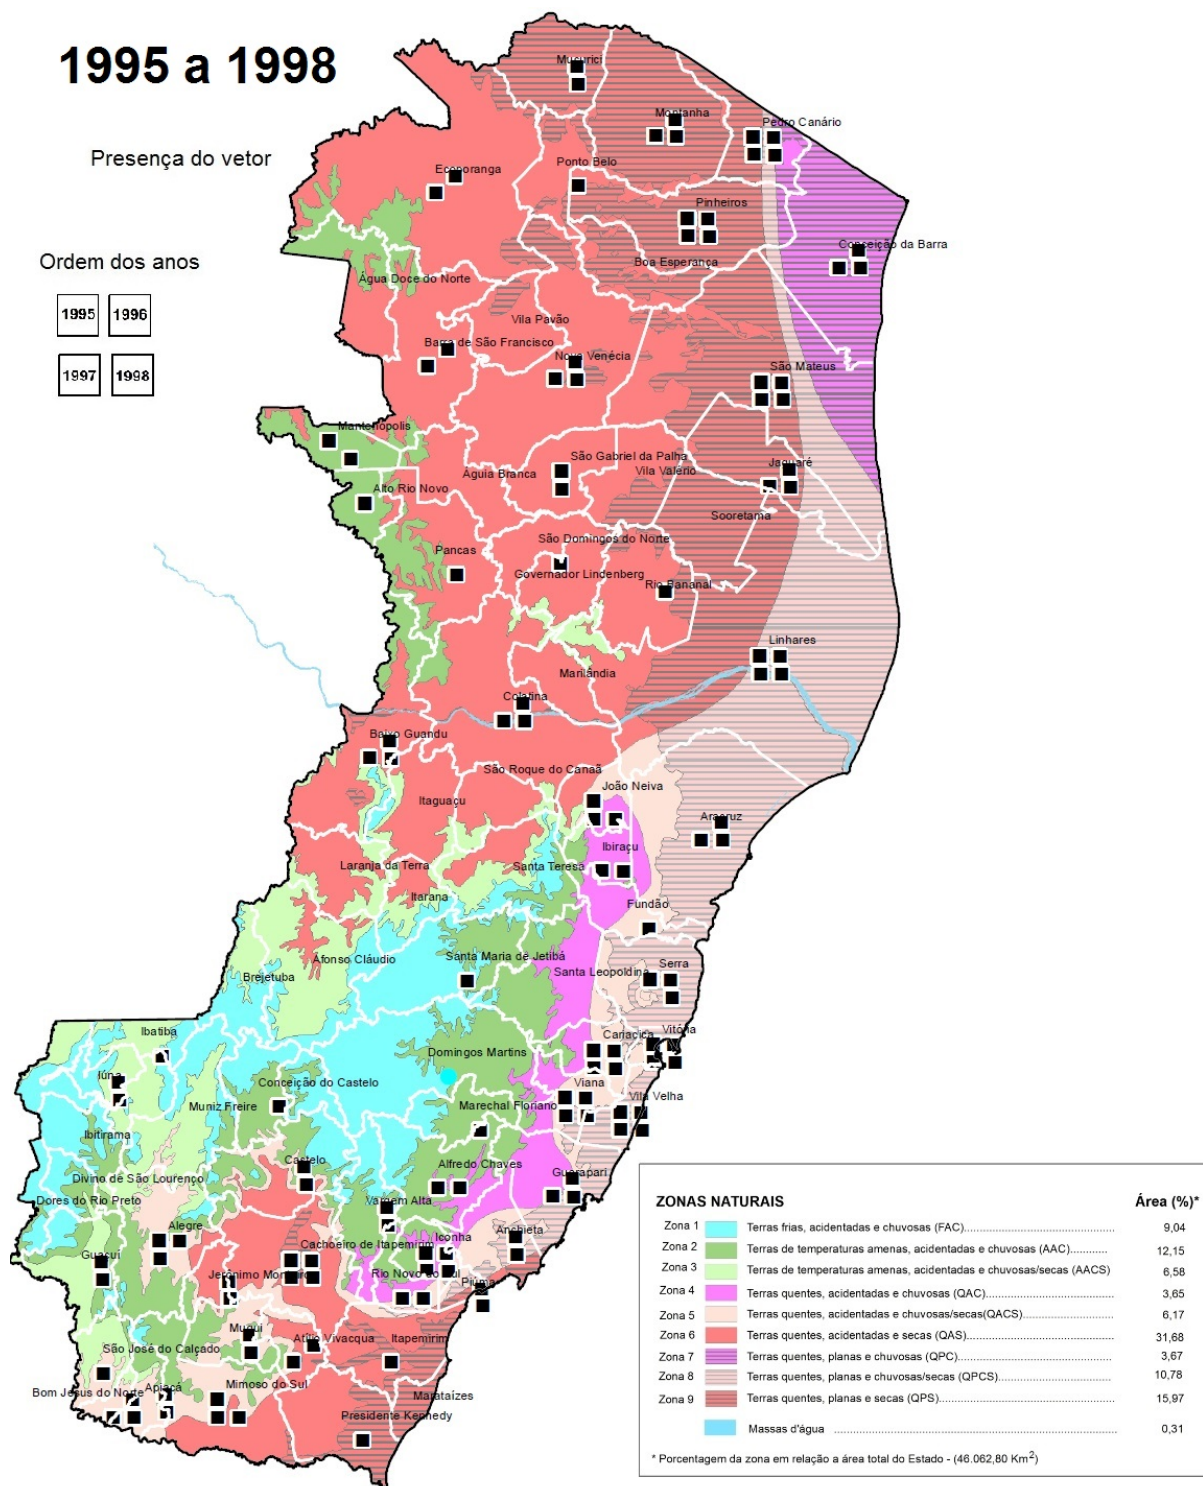 1995 a 1998
Presença do vetor
Ordem dos anos
1995 1996
1997 1998
Mucurici
Montanha
Pedro Canário
Ecoporanga
Ponto Belo
Pinheiros
Conceição da Barra
Boa Esperança
Água Doce do Norte
Vila Pavão
Barra de São Francisco
Nova Venécia
São Mateus
Mantenópolis
São Gabriel da Palha
Águia Branca
Vila Valério
Jaguaré
Alto Rio Novo
Sooretama
São Domingos do Norte
Pancas
Governador Lindenberg
Rio Bananal
Linhares
Marilândia
Colatina
Baixo Guandu
São Roque do Canaã
João Neiva
Itaguaçu
Aracruz
Ibiraçu
Laranja da Terra
Santa Teresa
Itarana
Fundão
Afonso Cláudio
Santa Maria de Jetibá
Serra
Brejetuba
Santa Leopoldina
Ibatiba
Cariacica
Vitória
Domingos Martins
Iúna
Conceição do Castelo
Viana
Vila Velha
Muniz Freire
Marechal Floriano
Ibitirama
Castelo
Alfredo Chaves
Divino de São Lourenço
Guarapari
Dores do Rio Preto
Vargem Alta
Alegre
Anchieta
Iconha
Cachoeiro de Itapemirim
Guaçuí
Rio Novo do Sul
Jerônimo Monteiro
Piúma
Muqui
Atílio Vivacqua
Itapemirim
São José do Calçado
Mimoso do Sul
Bom Jesus do Norte
Apiacá
Marataízes
Presidente Kennedy
ZONAS NATURAIS Área (%)*
Zona 1 Terras frias, acidentadas e chuvosas (FAC) 9,04
Zona 2 Terras de temperaturas amenas, acidentadas e chuvosas (AAC) 12,15
Zona 3 Terras de temperaturas amenas, acidentadas e chuvosas/secas (AACS) 6,58
Zona 4 Terras quentes, acidentadas e chuvosas (QAC) 3,65
Zona 5 Terras quentes, acidentadas e chuvosas/secas(QACS) 6,17
Zona 6 Terras quentes, acidentadas e secas (QAS) 31,68
Zona 7 Terras quentes, planas e chuvosas (QPC) 3,67
Zona 8 Terras quentes, planas e chuvosas/secas (QPCS) 10,78
Zona 9 Terras quentes, planas e secas (QPS) 15,97
Massas d'água 0,31
* Porcentagem da zona em relação a área total do Estado - (46.062,80 Km²)